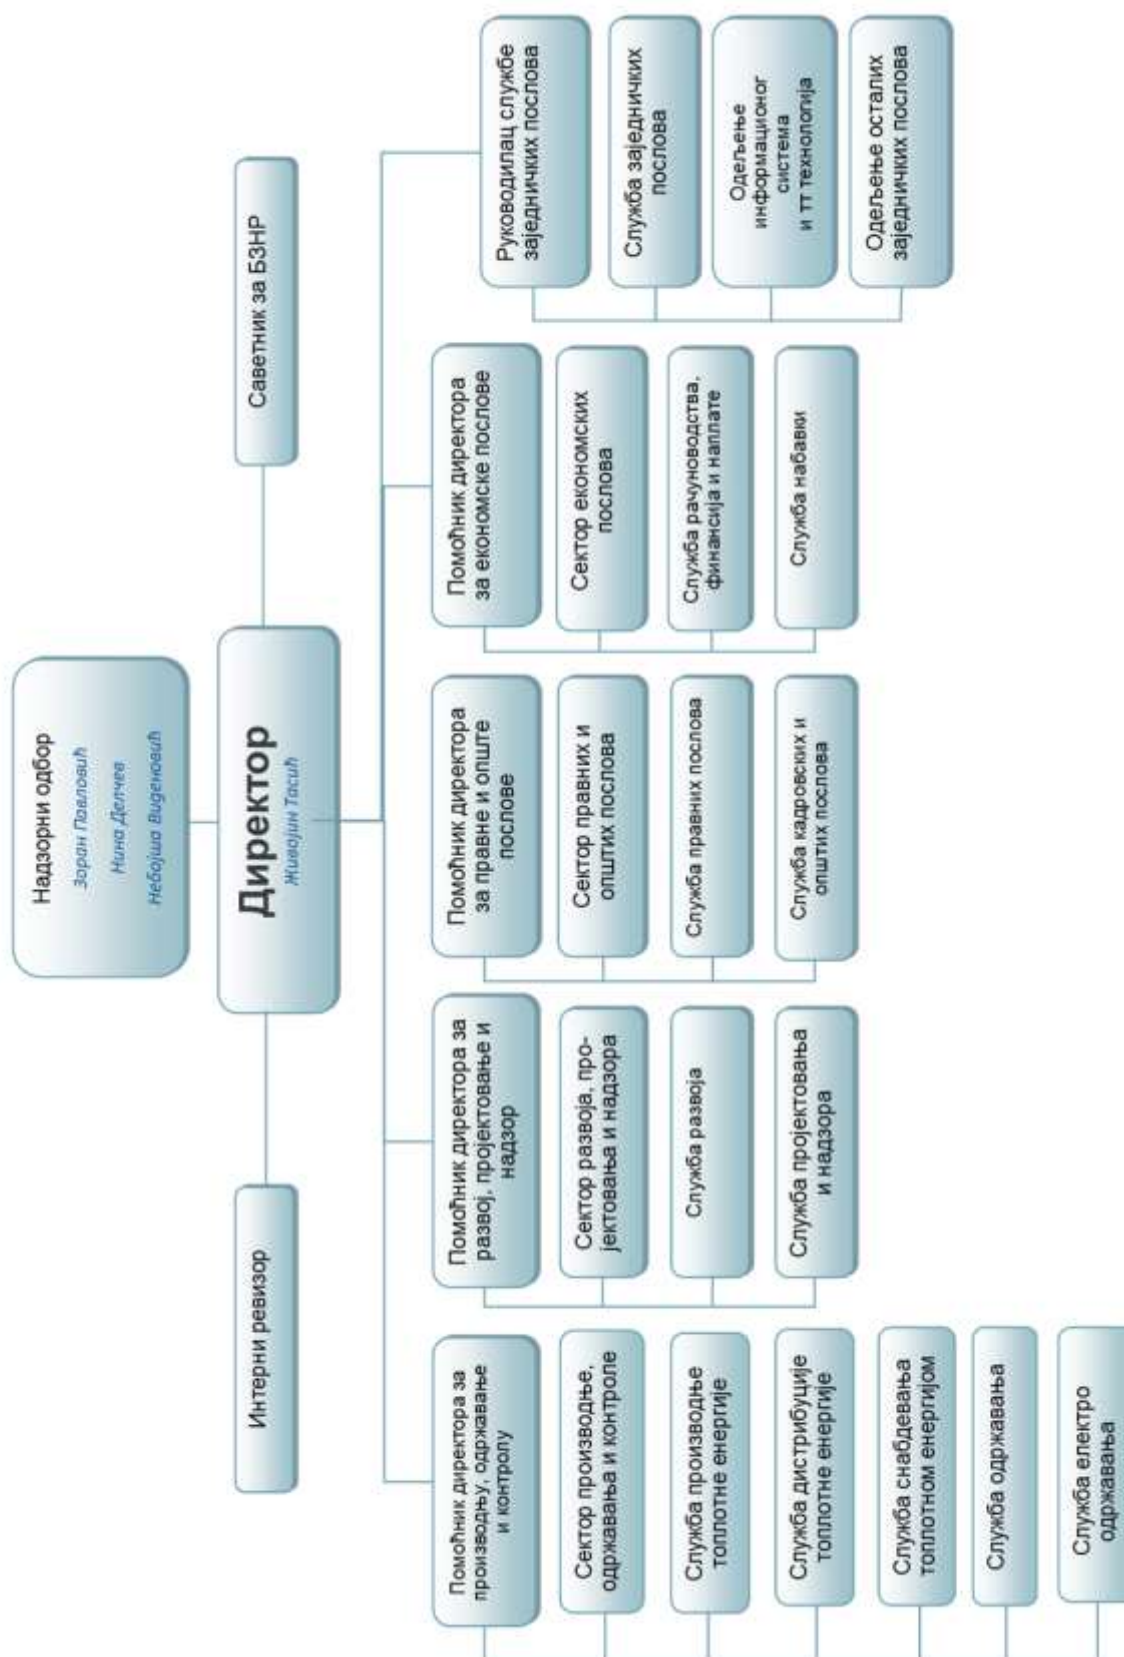 Надзорни одбор
Зоран Павловић
Нина Делчев
Небојша Виденовић
Интерни ревизор
Директор
Живојин Тасић
Саветник за БЗНР
Помоћник директора за
производњу, одржавање
и контролу
Сектор производње,
одржавања и контроле
Служба производње
топлотне енергије
Служба дистрибуције
топлотне енергије
Служба снабдевања
топлотном енергијом
Служба одржавања
Служба електро
одржавања
Помоћник директора за
развој, пројектовање и
надзор
Сектор развоја, про-
јектовања и надзора
Служба развоја
Служба пројектовања
и надзора
Помоћник директора
за правне и опште
послове
Сектор правних и
општих послова
Служба правних послова
Служба кадровских и
општих послова
Помоћник директора
за економске послове
Сектор економских
послова
Служба рачуноводства,
финансија и наплате
Служба набавки
Руководилац службе
заједничких послова
Служба заједничких
послова
Одељење
информационог
система
и тт технологија
Одељење осталих
заједничких послова